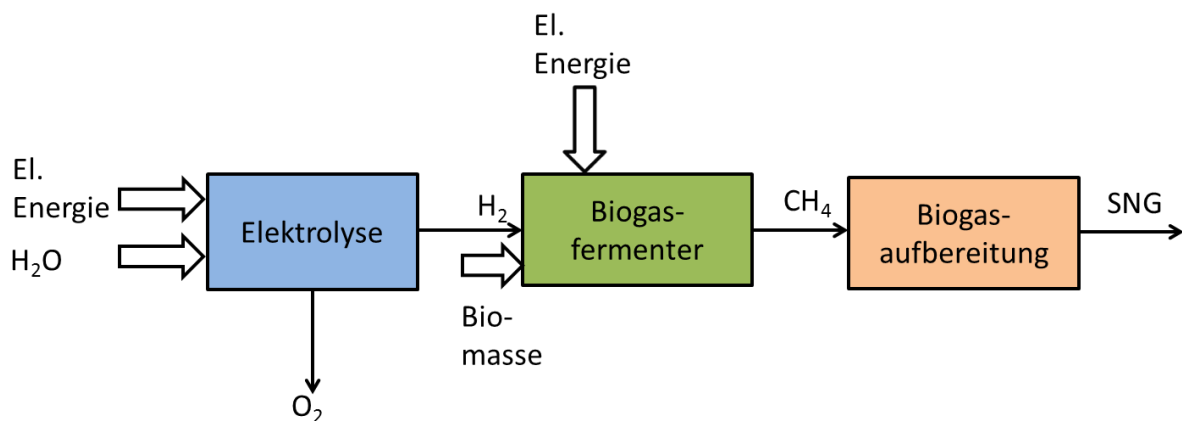 El.
Energie
El.
Energie
H₂O
Elektrolyse
H₂
Bio-
masse
Biogas-
fermenter
CH₄
Biogas-
aufbereitung
SNG
O₂